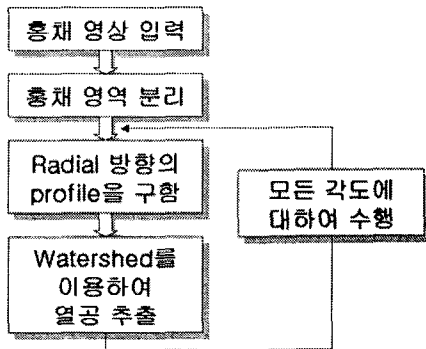 홍채 영상 입력
홍채 영역 분리
Radial 방향의
profile을 구함
모든 각도에
대하여 수행
Watershed를
이용하여
열공 추출